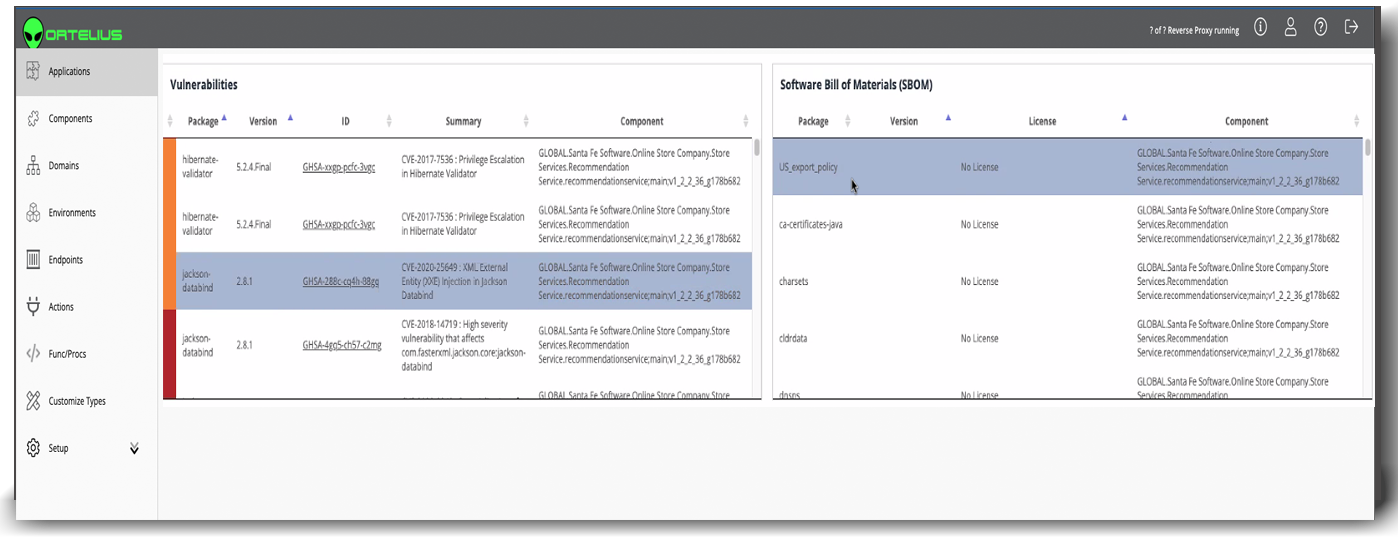 ORTELIUS
? of ? Reverse Proxy running
Applications
Components
Domains
Environments
Endpoints
Actions
Func/Procs
Customize Types
Setup
Vulnerabilities
Package Version ID Summary Component
hibernate-
validator
5.2.4.Final
GHSA-xxgp-pcfc-3vgc
CVE-2017-7536 : Privilege Escalation
in Hibernate Validator
GLOBAL.Santa Fe Software.Online Store Company.Store
Services.Recommendation
Service.recommendationservice;main;v1_2_2_36_g178b682
hibernate-
validator
5.2.4.Final
GHSA-xxgp-pcfc-3vgc
CVE-2017-7536 : Privilege Escalation
in Hibernate Validator
GLOBAL.Santa Fe Software.Online Store Company.Store
Services.Recommendation
Service.recommendationservice;main;v1_2_2_36_g178b682
jackson-
databind
2.8.1
GHSA-288c-cq4h-88gq
CVE-2020-25649 : XML External
Entity (XXE) Injection in Jackson
Databind
GLOBAL.Santa Fe Software.Online Store Company.Store
Services.Recommendation
Service.recommendationservice;main;v1_2_2_36_g178b682
jackson-
databind
2.8.1
GHSA-4gq5-ch57-c2mg
CVE-2018-14719 : High severity
vulnerability that affects
com.fasterxml.jackson.core:jackson-
databind
GLOBAL.Santa Fe Software.Online Store Company.Store
Services.Recommendation
Service.recommendationservice;main;v1_2_2_36_g178b682
GLOBAL.Santa Fe Software.Online Store Company.Store
Software Bill of Materials (SBOM)
Package Version License Component
US_export_policy
No License
GLOBAL.Santa Fe Software.Online Store Company.Store
Services.Recommendation
Service.recommendationservice;main;v1_2_2_36_g178b682
ca-certificates-java
No License
GLOBAL.Santa Fe Software.Online Store Company.Store
Services.Recommendation
Service.recommendationservice;main;v1_2_2_36_g178b682
charsets
No License
GLOBAL.Santa Fe Software.Online Store Company.Store
Services.Recommendation
Service.recommendationservice;main;v1_2_2_36_g178b682
cldrdata
No License
GLOBAL.Santa Fe Software.Online Store Company.Store
Services.Recommendation
Service.recommendationservice;main;v1_2_2_36_g178b682
dnsns
No License
GLOBAL.Santa Fe Software.Online Store Company.Store
Services.Recommendation